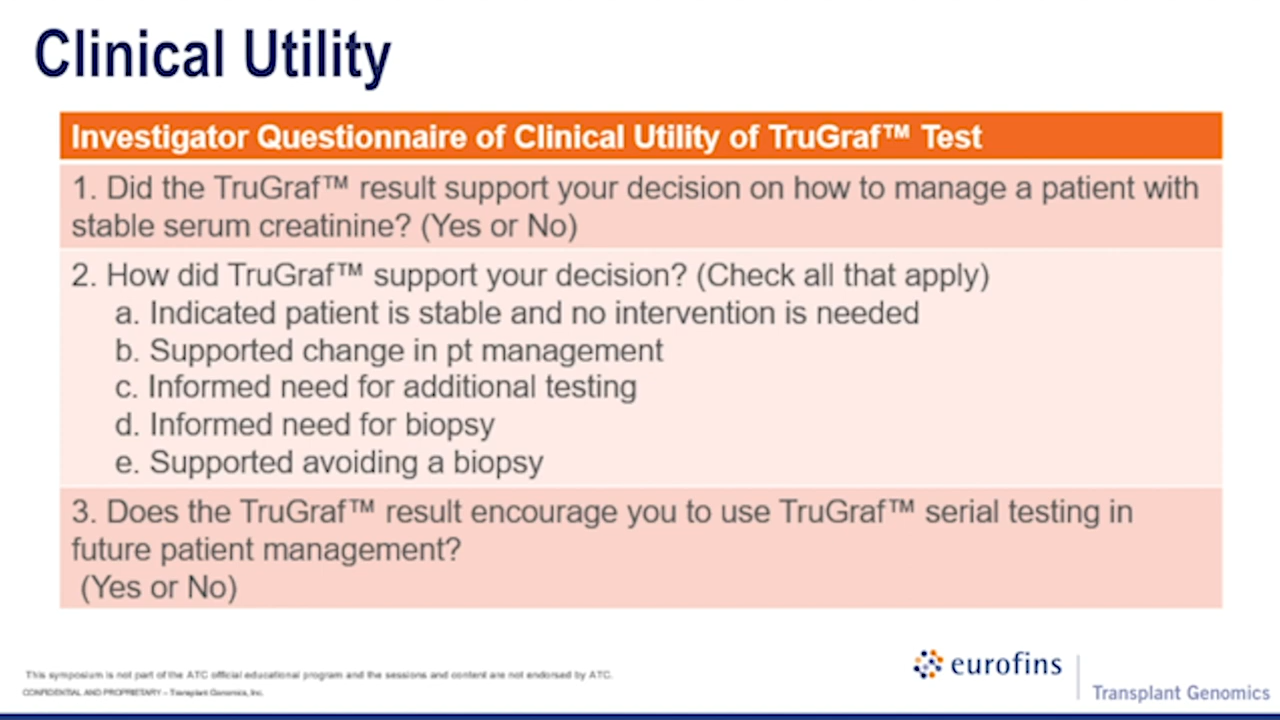 Clinical Utility
Investigator Questionnaire of Clinical Utility of TruGraf™ Test
1. Did the TruGraf™ result support your decision on how to manage a patient with
stable serum creatinine? (Yes or No)
2. How did TruGraf™ support your decision? (Check all that apply)
a. Indicated patient is stable and no intervention is needed
b. Supported change in pt management
c. Informed need for additional testing
d. Informed need for biopsy
e. Supported avoiding a biopsy
3. Does the TruGraf™ result encourage you to use TruGraf™ serial testing in
future patient management?
(Yes or No)
This symposium is not part of the ATC official educational program and the sessions and content are not endorsed by ATC.
CONFIDENTIAL AND PROPRIETARY – Transplant Genomics, Inc.
eurofins
Transplant Genomics